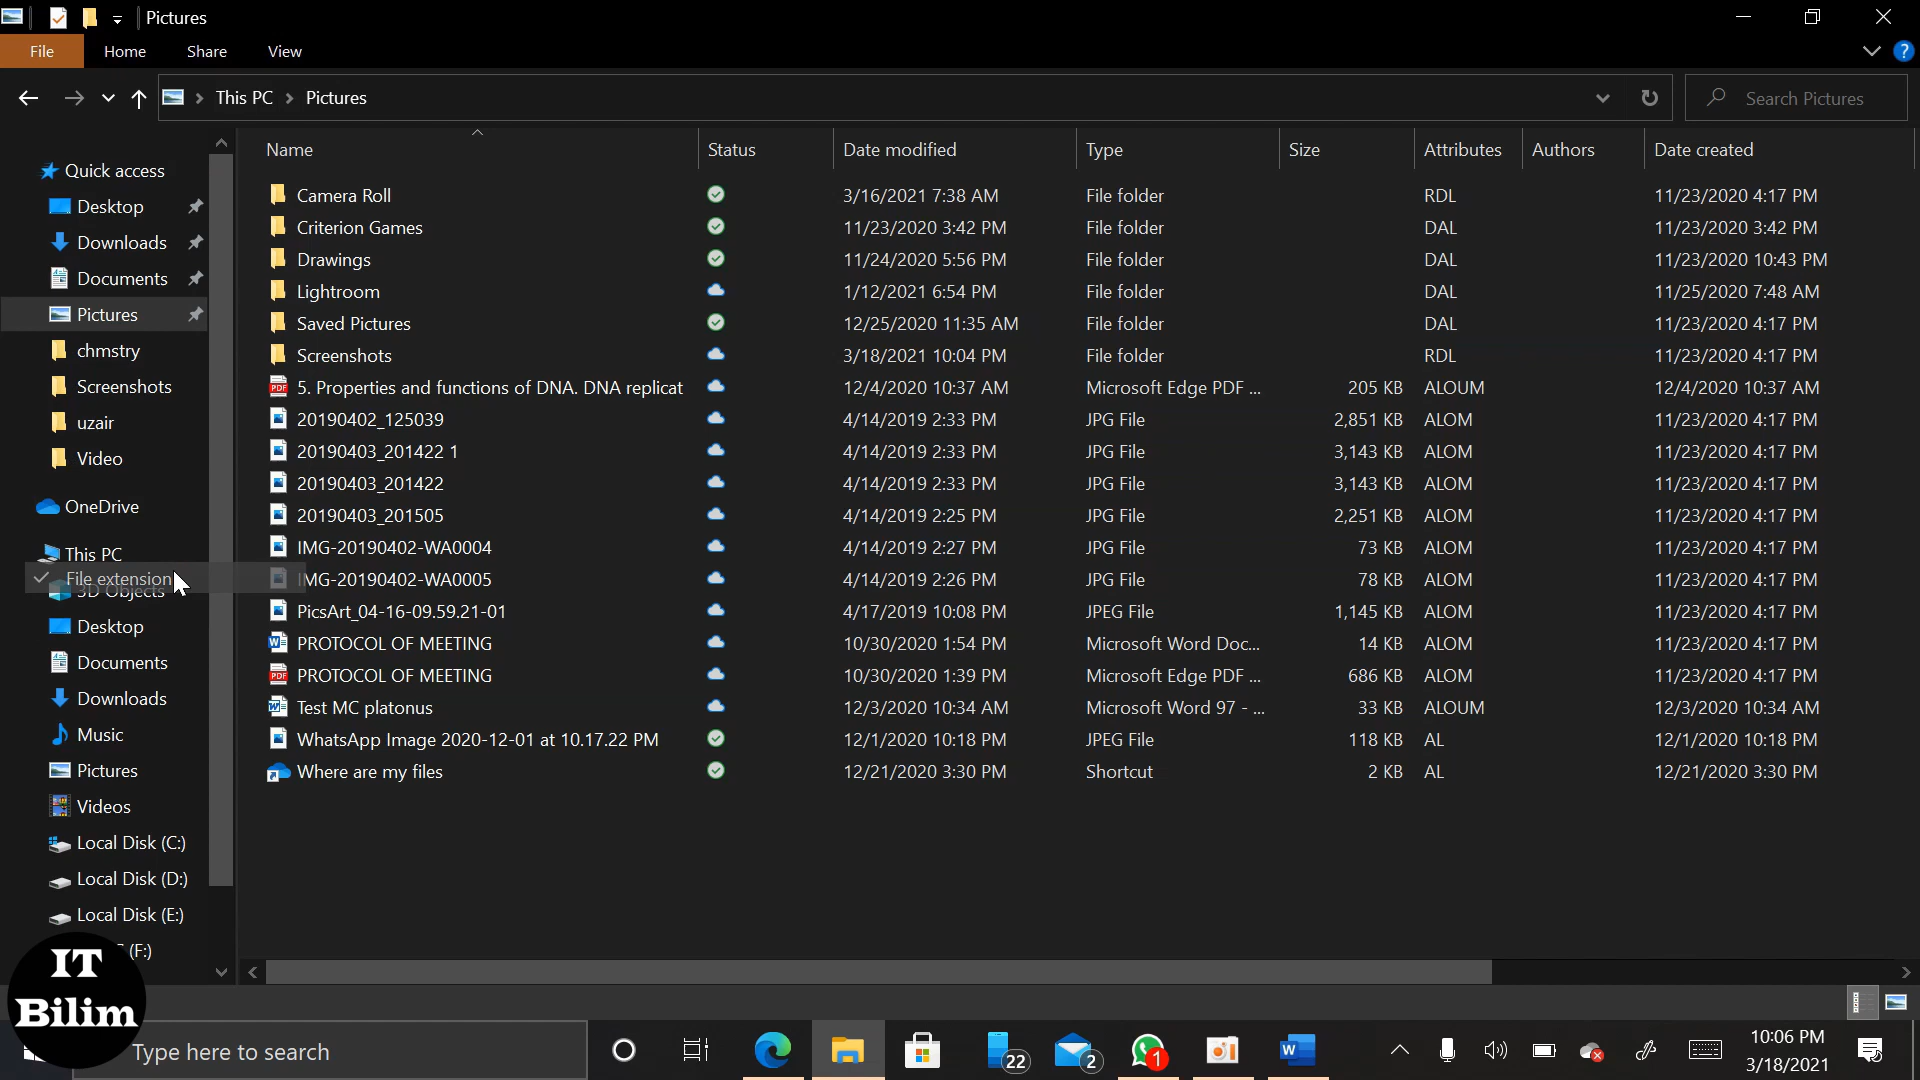 Pictures
File Home Share View
This PC Pictures
Search Pictures
Name Status Date modified Type Size Attributes Authors Date created
Quick access
Desktop
Downloads
Documents
Pictures
chmstry
Screenshots
uzair
Video
OneDrive
This PC
File extension
3D Objects
Desktop
Documents
Downloads
Music
Pictures
Videos
Local Disk (C:)
Local Disk (D:)
Local Disk (E:)
(F:)
Camera Roll 3/16/2021 7:38 AM File folder RDL 11/23/2020 4:17 PM
Criterion Games 11/23/2020 3:42 PM File folder DAL 11/23/2020 3:42 PM
Drawings 11/24/2020 5:56 PM File folder DAL 11/23/2020 10:43 PM
Lightroom 1/12/2021 6:54 PM File folder DAL 11/25/2020 7:48 AM
Saved Pictures 12/25/2020 11:35 AM File folder DAL 11/23/2020 4:17 PM
Screenshots 3/18/2021 10:04 PM File folder RDL 11/23/2020 4:17 PM
5. Properties and functions of DNA. DNA replicat 12/4/2020 10:37 AM Microsoft Edge PDF ... 205 KB ALOUM 12/4/2020 10:37 AM
20190402_125039 4/14/2019 2:33 PM JPG File 2,851 KB ALOM 11/23/2020 4:17 PM
20190403_201422 1 4/14/2019 2:33 PM JPG File 3,143 KB ALOM 11/23/2020 4:17 PM
20190403_201422 4/14/2019 2:33 PM JPG File 3,143 KB ALOM 11/23/2020 4:17 PM
20190403_201505 4/14/2019 2:25 PM JPG File 2,251 KB ALOM 11/23/2020 4:17 PM
IMG-20190402-WA0004 4/14/2019 2:27 PM JPG File 73 KB ALOM 11/23/2020 4:17 PM
IMG-20190402-WA0005 4/14/2019 2:26 PM JPG File 78 KB ALOM 11/23/2020 4:17 PM
PicsArt_04-16-09.59.21-01 4/17/2019 10:08 PM JPEG File 1,145 KB ALOM 11/23/2020 4:17 PM
PROTOCOL OF MEETING 10/30/2020 1:54 PM Microsoft Word Doc... 14 KB ALOM 11/23/2020 4:17 PM
PROTOCOL OF MEETING 10/30/2020 1:39 PM Microsoft Edge PDF ... 686 KB ALOM 11/23/2020 4:17 PM
Test MC platonus 12/3/2020 10:34 AM Microsoft Word 97 - ... 33 KB ALOUM 12/3/2020 10:34 AM
WhatsApp Image 2020-12-01 at 10.17.22 PM 12/1/2020 10:18 PM JPEG File 118 KB AL 12/1/2020 10:18 PM
Where are my files 12/21/2020 3:30 PM Shortcut 2 KB AL 12/21/2020 3:30 PM
IT
Bilim
Type here to search
22
2
1
10:06 PM
3/18/2021